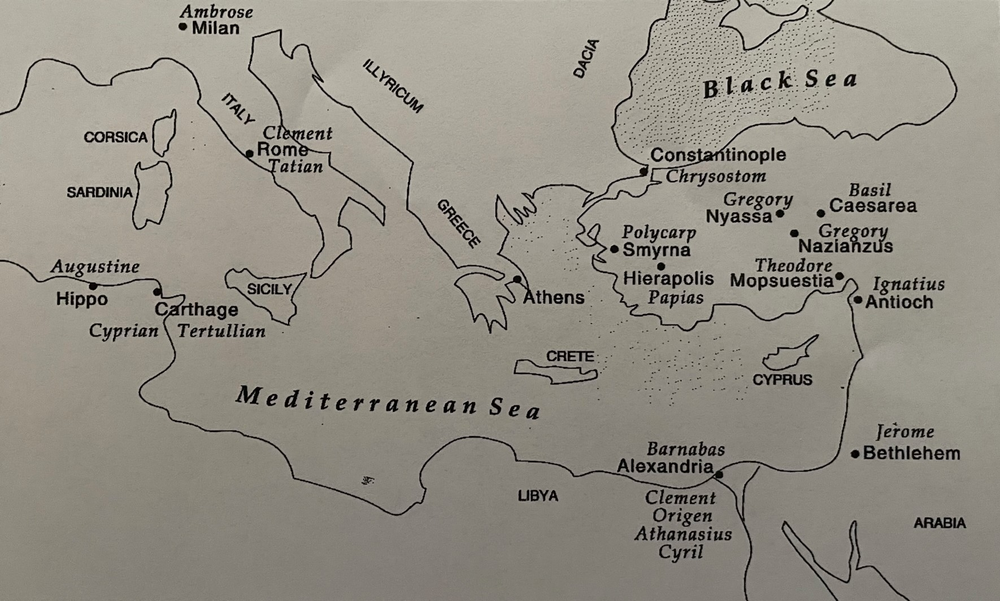 Ambrose
Milan
DACIA
Black Sea
ILLYRICUM
ITALY
CORSICA
Clement
Rome
Tatian
SARDINIA
Constantinople
Chrysostom
GREECE
Basil
Caesarea
Gregory
Nyassa
Gregory
Nazianzus
Polycarp
Smyrna
Hierapolis
Papias
Theodore
Mopsuestia
Ignatius
Antioch
Augustine
Hippo
SICILY
Athens
Carthage
Cyprian Tertullian
CRETE
CYPRUS
Mediterranean Sea
Jerome
Bethlehem
Barnabas
Alexandria
LIBYA
Clement
Origen
Athanasius
Cyril
ARABIA